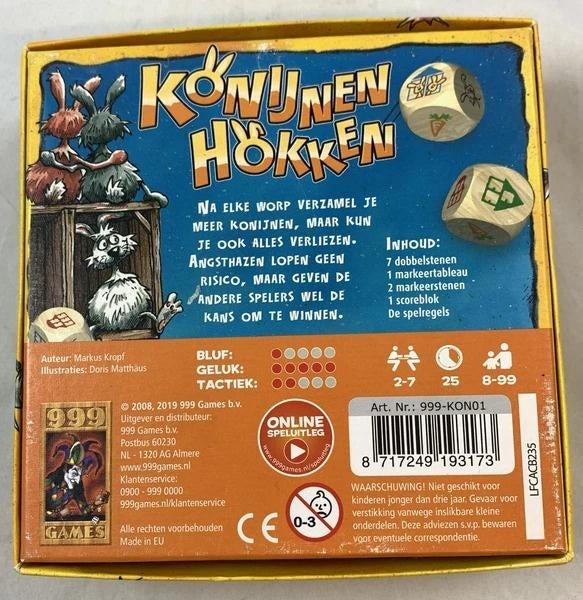 KONIJNEN
HOKKEN
NA ELKE WORP VERZAMEL JE
MEER KONIJNEN, MAAR KUN
JE OOK ALLES VERLIEZEN.
ANGSTHAZEN LOPEN GEEN
RISICO, MAAR GEVEN DE
ANDERE SPELERS WEL DE
KANS OM TE WINNEN.
INHOUD:
7 dobbelstenen
1 markeertableau
2 markeerstenen
1 scoreblok
De spelregels
Auteur: Markus Kropf
Illustraties: Doris Matthäus
BLUF:
GELUK:
TACTIEK:
2-7
25
8-99
999
GAMES
© 2008, 2019 999 Games b.v.
Uitgever en distributeur:
999 Games b.v.
Postbus 60230
NL - 1320 AG Almere
www.999games.nl
Klantenservice:
0900 - 999 0000
999games.nl/klantenservice
Alle rechten voorbehouden
Made in EU
ONLINE
SPELUITLEG
www.999games.nl/speluitleg
CE
0-3
Art. Nr.: 999-KON01
8 717249 193173
LFCACB235
WAARSCHUWING! Niet geschikt voor
kinderen jonger dan drie jaar. Gevaar voor
verstikking vanwege inslikbare kleine
onderdelen. Deze adviezen s.v.p. bewaren
voor eventuele correspondentie.